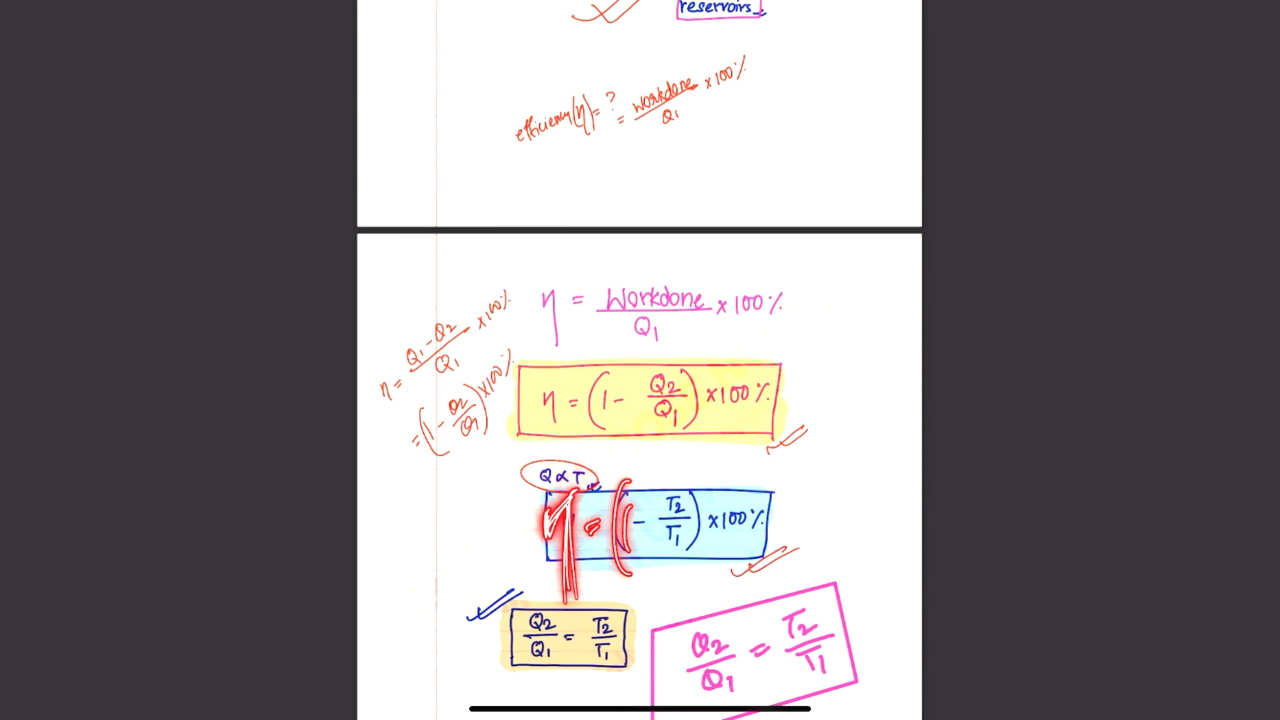 reservoirs
efficiency(η)= ? = workdone/Q₁ ×100%
η = Workdone/Q₁ ×100%
η = (Q₁-Q₂)/Q₁ ×100%
= (1 - Q₂/Q₁) ×100%
η = (1 - Q₂/Q₁) ×100%
Q ∝ T
η = (1 - T₂/T₁) ×100%
Q₂/Q₁ = T₂/T₁
Q₂/Q₁ = T₂/T₁